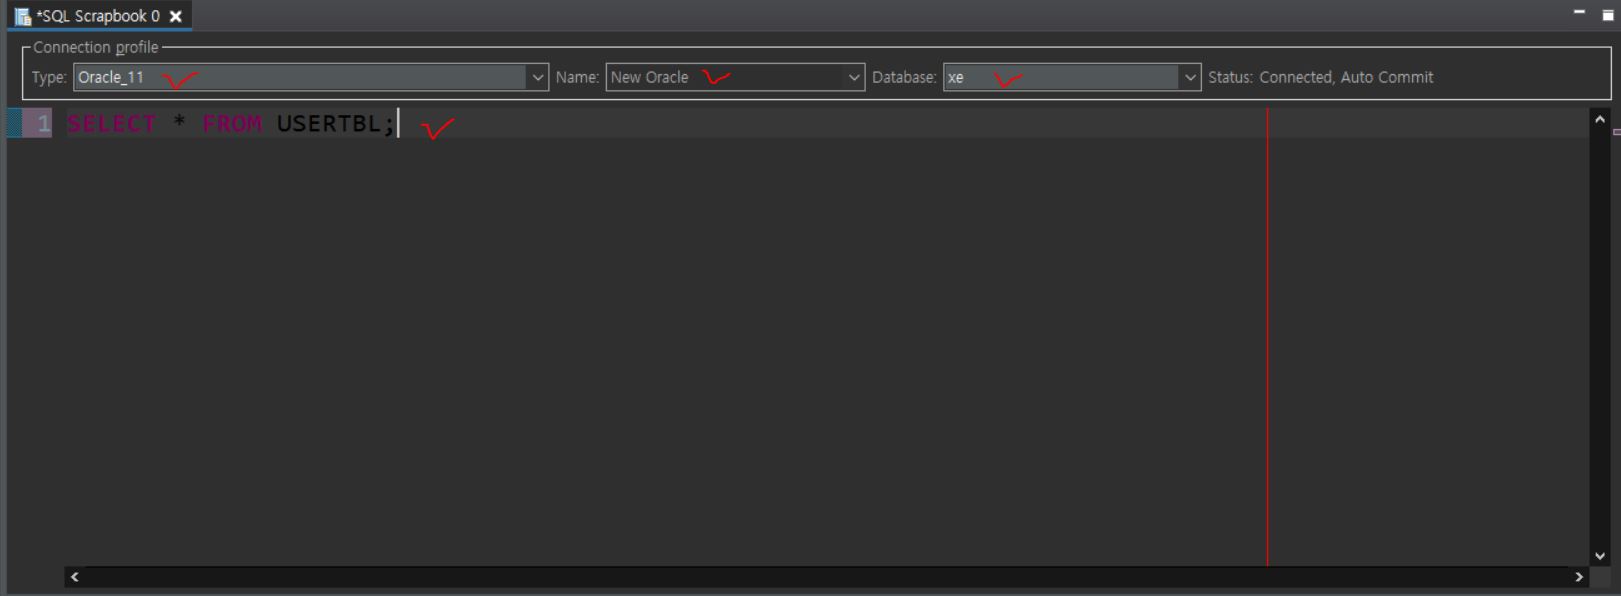 *SQL Scrapbook 0
Connection profile
Type: Oracle_11 Name: New Oracle Database: xe Status: Connected, Auto Commit
1 SELECT * FROM USERTBL;